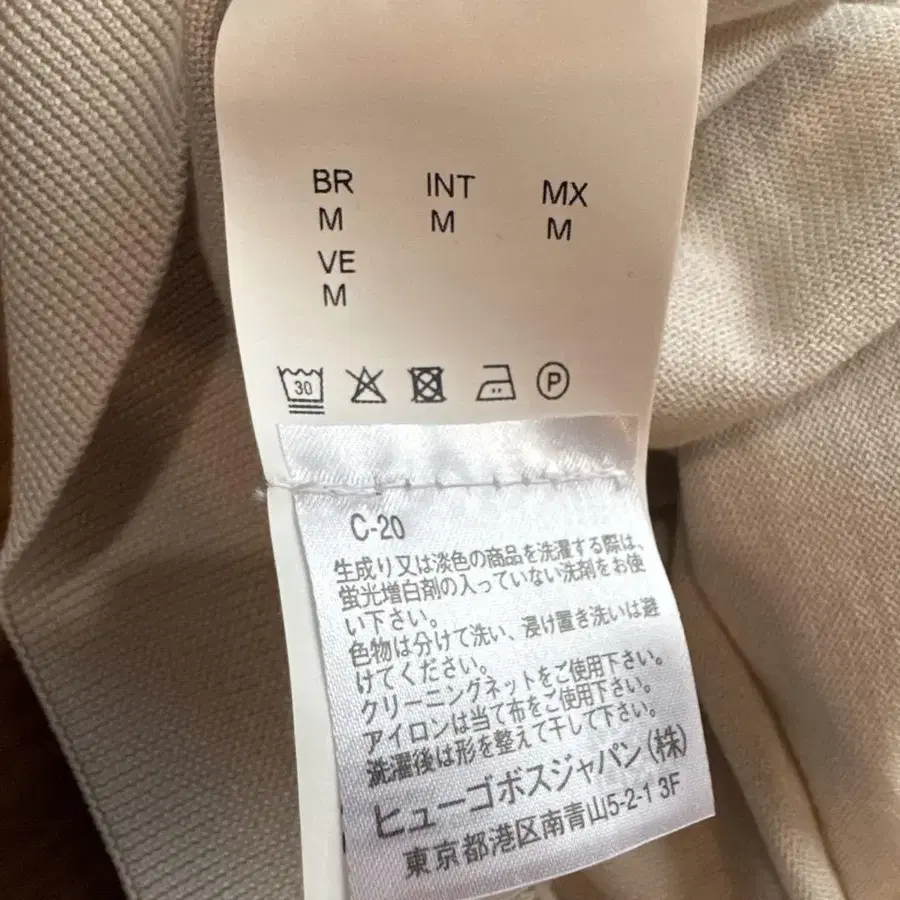 BR INT MX
M M M
VE
M
30 P
C-20
生成り又は淡色の商品を洗濯する際は、
蛍光増白剤の入っていない洗剤をお使
い下さい。
色物は分けて洗い、浸け置き洗いは避
けてください。
クリーニングネットをご使用下さい。
アイロンは当て布をご使用下さい。
洗濯後は形を整えて干して下さい。
ヒューゴボスジャパン(株)
東京都港区南青山5-2-1 3F